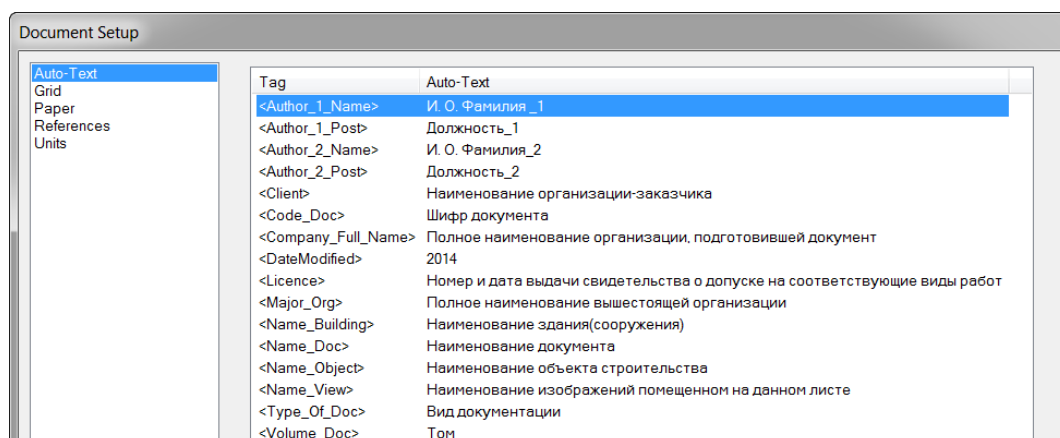 Document Setup
Auto-Text
Grid
Paper
References
Units
Tag Auto-Text
<Author_1_Name> И. О. Фамилия _1
<Author_1_Post> Должность_1
<Author_2_Name> И. О. Фамилия_2
<Author_2_Post> Должность_2
<Client> Наименование организации-заказчика
<Code_Doc> Шифр документа
<Company_Full_Name> Полное наименование организации, подготовившей документ
<DateModified> 2014
<Licence> Номер и дата выдачи свидетельства о допуске на соответствующие виды работ
<Major_Org> Полное наименование вышестоящей организации
<Name_Building> Наименование здания(сооружения)
<Name_Doc> Наименование документа
<Name_Object> Наименование объекта строительства
<Name_View> Наименование изображений помещенном на данном листе
<Type_Of_Doc> Вид документации
<Volume_Doc> Том